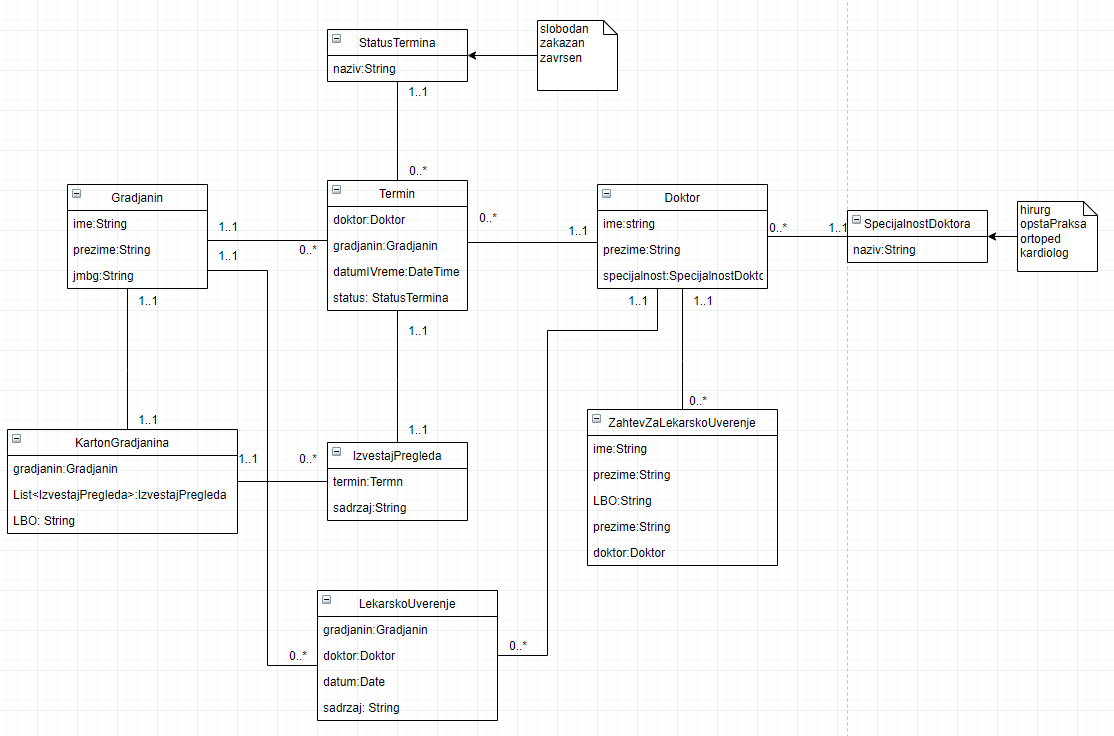 slobodan
zakazan
zavrsen
StatusTermina
naziv:String
1..1
0..*
Gradjanin
ime:String
prezime:String
jmbg:String
1..1
0..*
1..1
1..1
Termin
doktor:Doktor
gradjanin:Gradjanin
datumIVreme:DateTime
status: StatusTermina
0..*
1..1
1..1
Doktor
ime:string
prezime:String
specijalnost:SpecijalnostDokto
0..*
1..1
1..1
1..1
SpecijalnostDoktora
naziv:String
hirurg
opstaPraksa
ortoped
kardiolog
1..1
KartonGradjanina
gradjanin:Gradjanin
List<IzvestajPregleda>:IzvestajPregleda
LBO: String
1..1
0..*
1..1
IzvestajPregleda
termin:Termn
sadrzaj:String
0..*
ZahtevZaLekarskoUverenje
ime:String
prezime:String
LBO:String
prezime:String
doktor:Doktor
LekarskoUverenje
gradjanin:Gradjanin
doktor:Doktor
datum:Date
sadrzaj: String
0..*
0..*